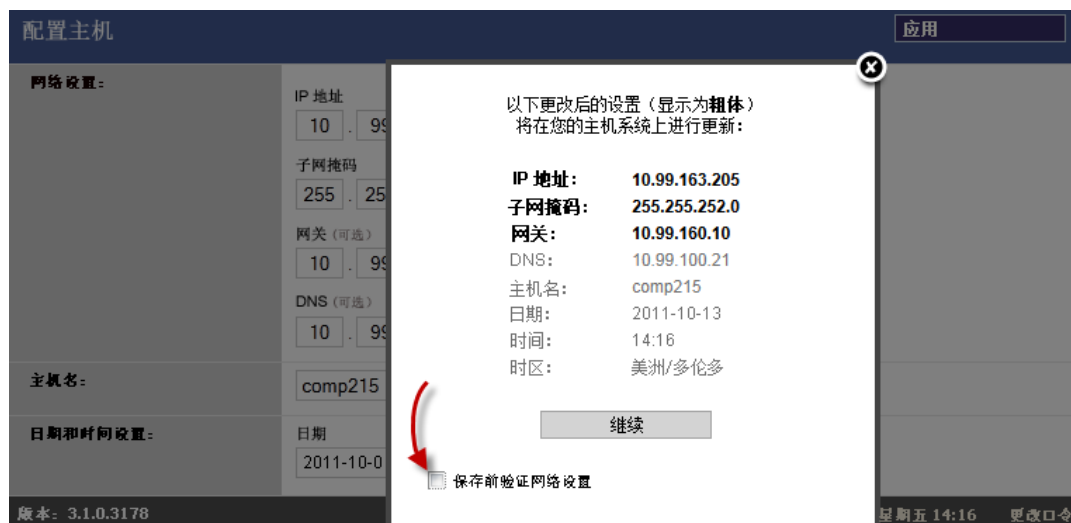 配置主机
应用
网络设置：
IP 地址
10 . 99
子网掩码
255 . 25
网关（可选）
10 . 99
DNS（可选）
10 . 99
主机名：
comp215
日期和时间设置：
日期
2011-10-0
以下更改后的设置（显示为粗体）
将在您的主机系统上进行更新：
IP 地址： 10.99.163.205
子网掩码： 255.255.252.0
网关： 10.99.160.10
DNS： 10.99.100.21
主机名： comp215
日期： 2011-10-13
时间： 14:16
时区： 美洲/多伦多
继续
保存前验证网络设置
版本：3.1.0.3178
星期五 14:16 更改口令